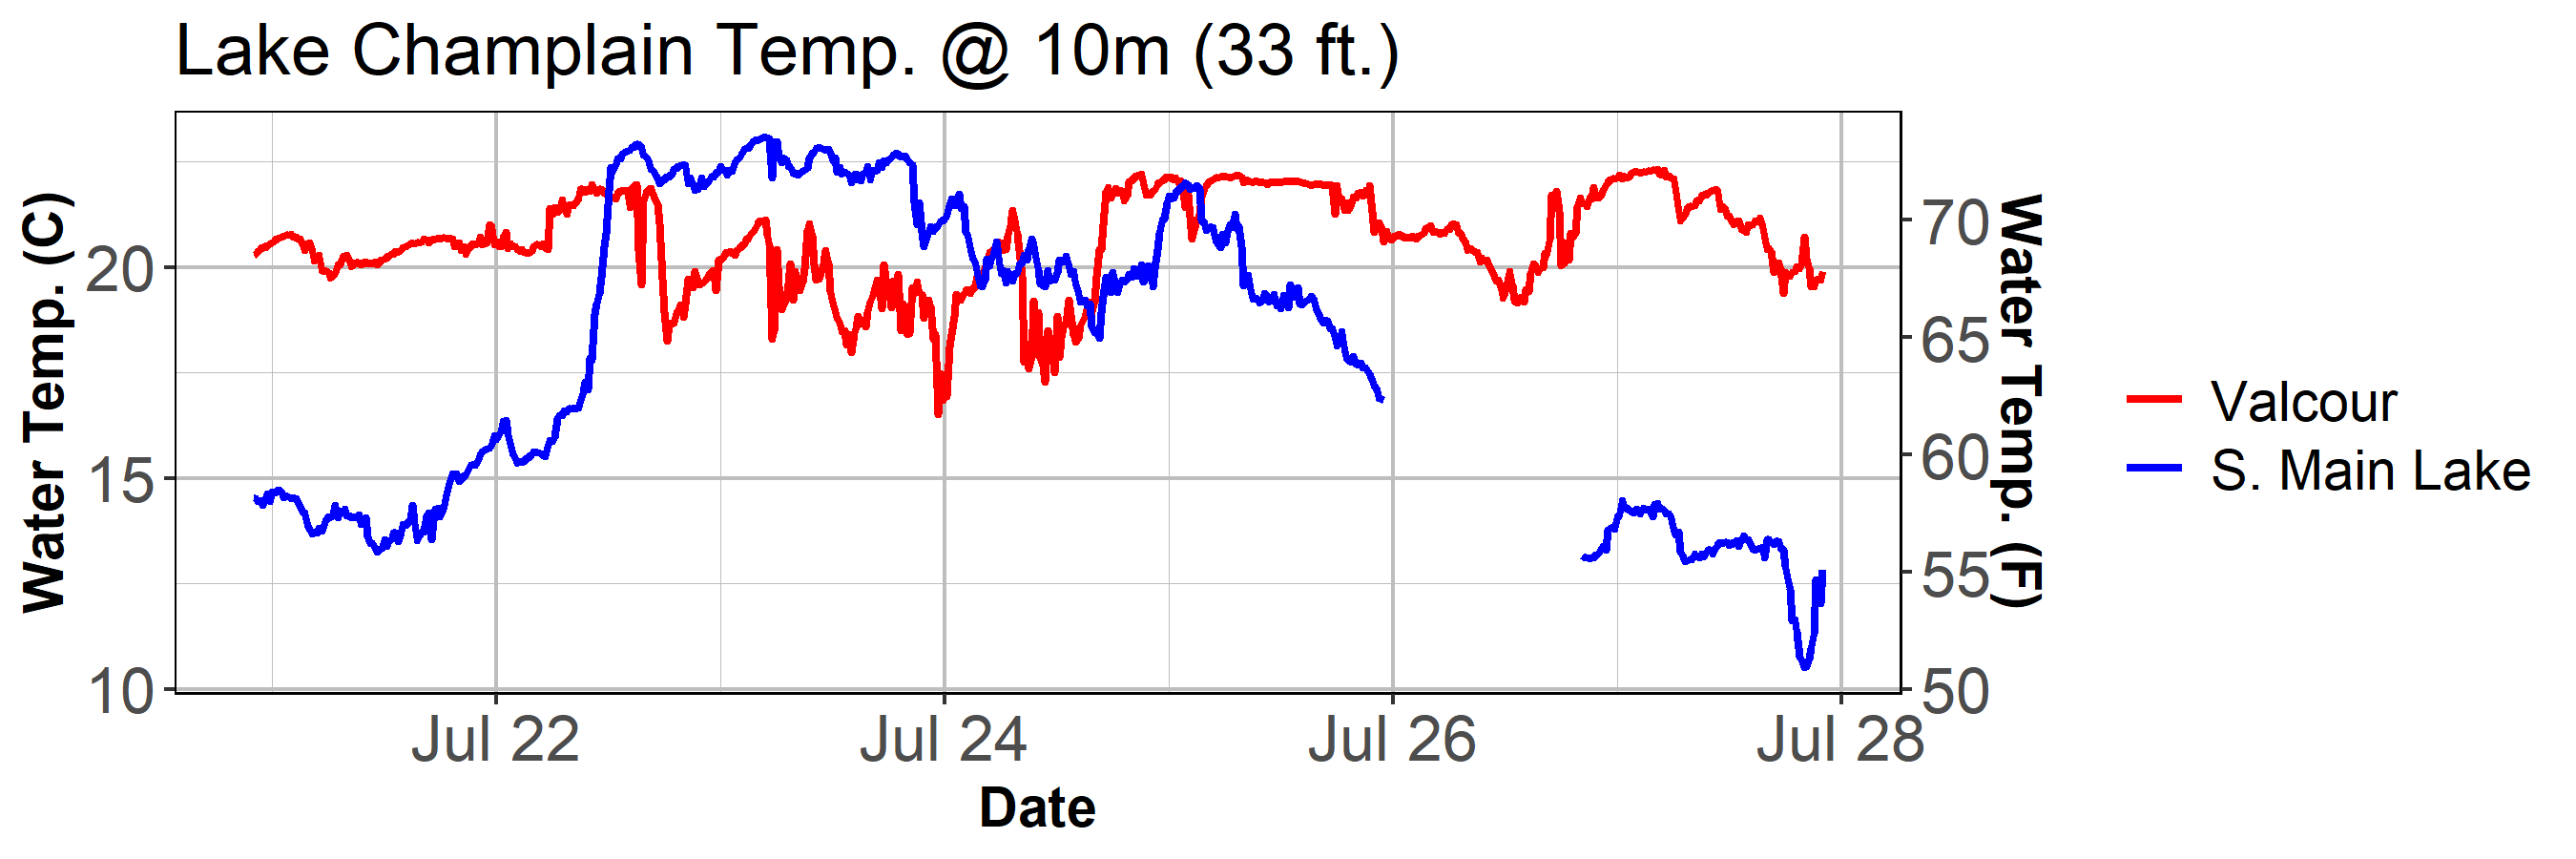 Lake Champlain Temp. @ 10m (33 ft.)
Water Temp. (C)
20
15
10
70
65
60
55
50
Water Temp. (F)
Jul 22
Jul 24
Jul 26
Jul 28
Date
Valcour
S. Main Lake